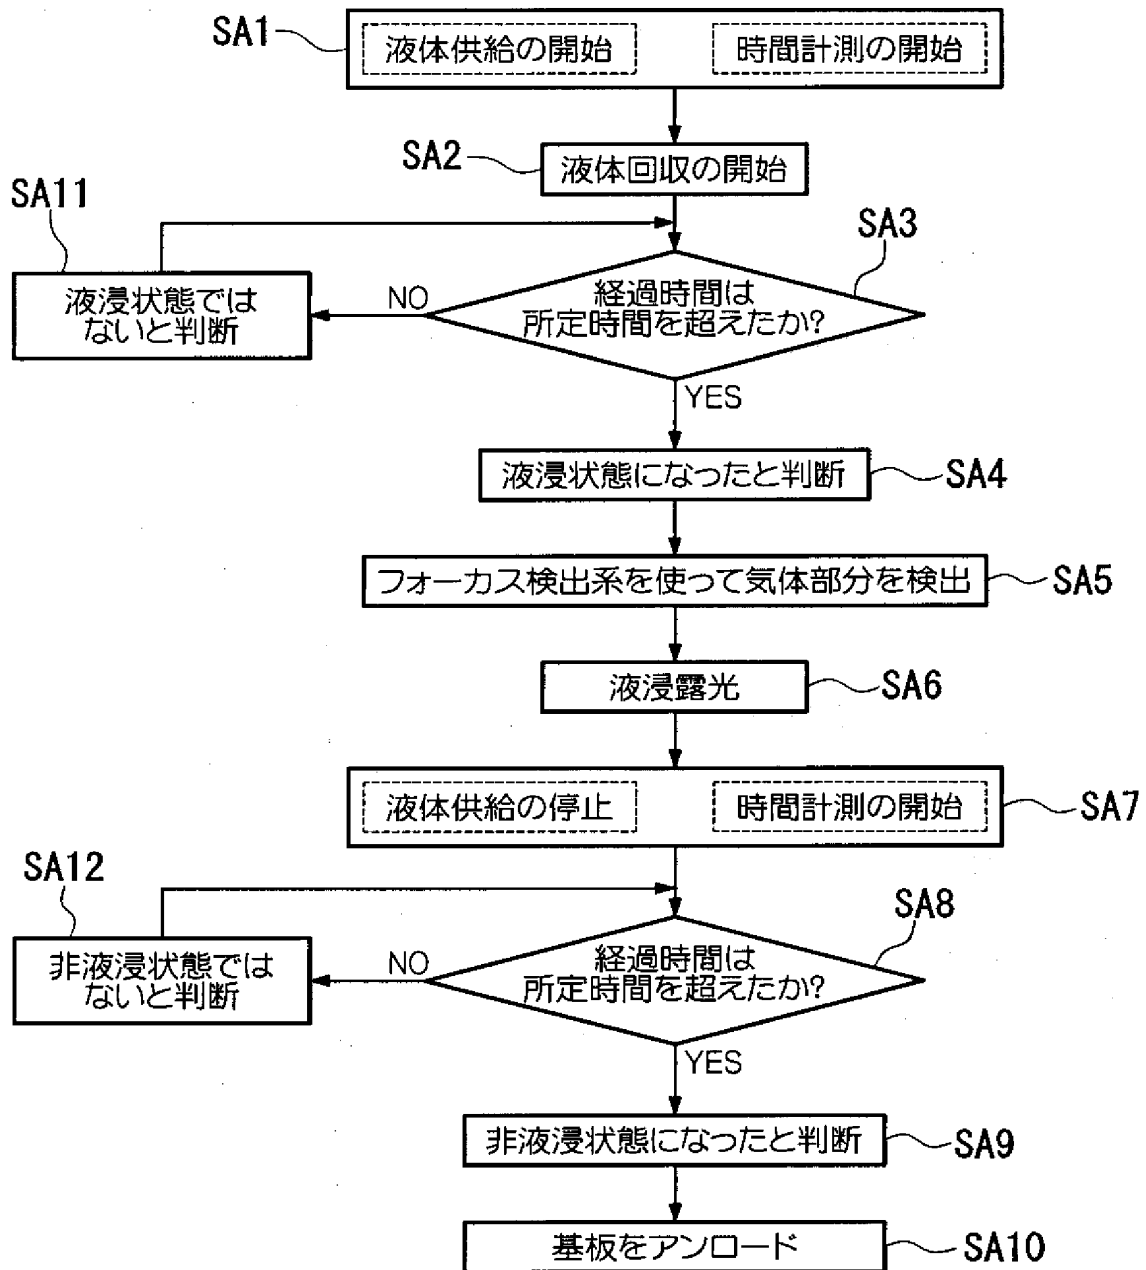 SA1
液体供給の開始
時間計測の開始
SA2
液体回収の開始
SA11
SA3
液浸状態では
ないと判断
NO
経過時間は
所定時間を超えたか?
YES
液浸状態になったと判断
SA4
フォーカス検出系を使って気体部分を検出
SA5
液浸露光
SA6
液体供給の停止
時間計測の開始
SA7
SA12
SA8
非液浸状態では
ないと判断
NO
経過時間は
所定時間を超えたか?
YES
非液浸状態になったと判断
SA9
基板をアンロード
SA10